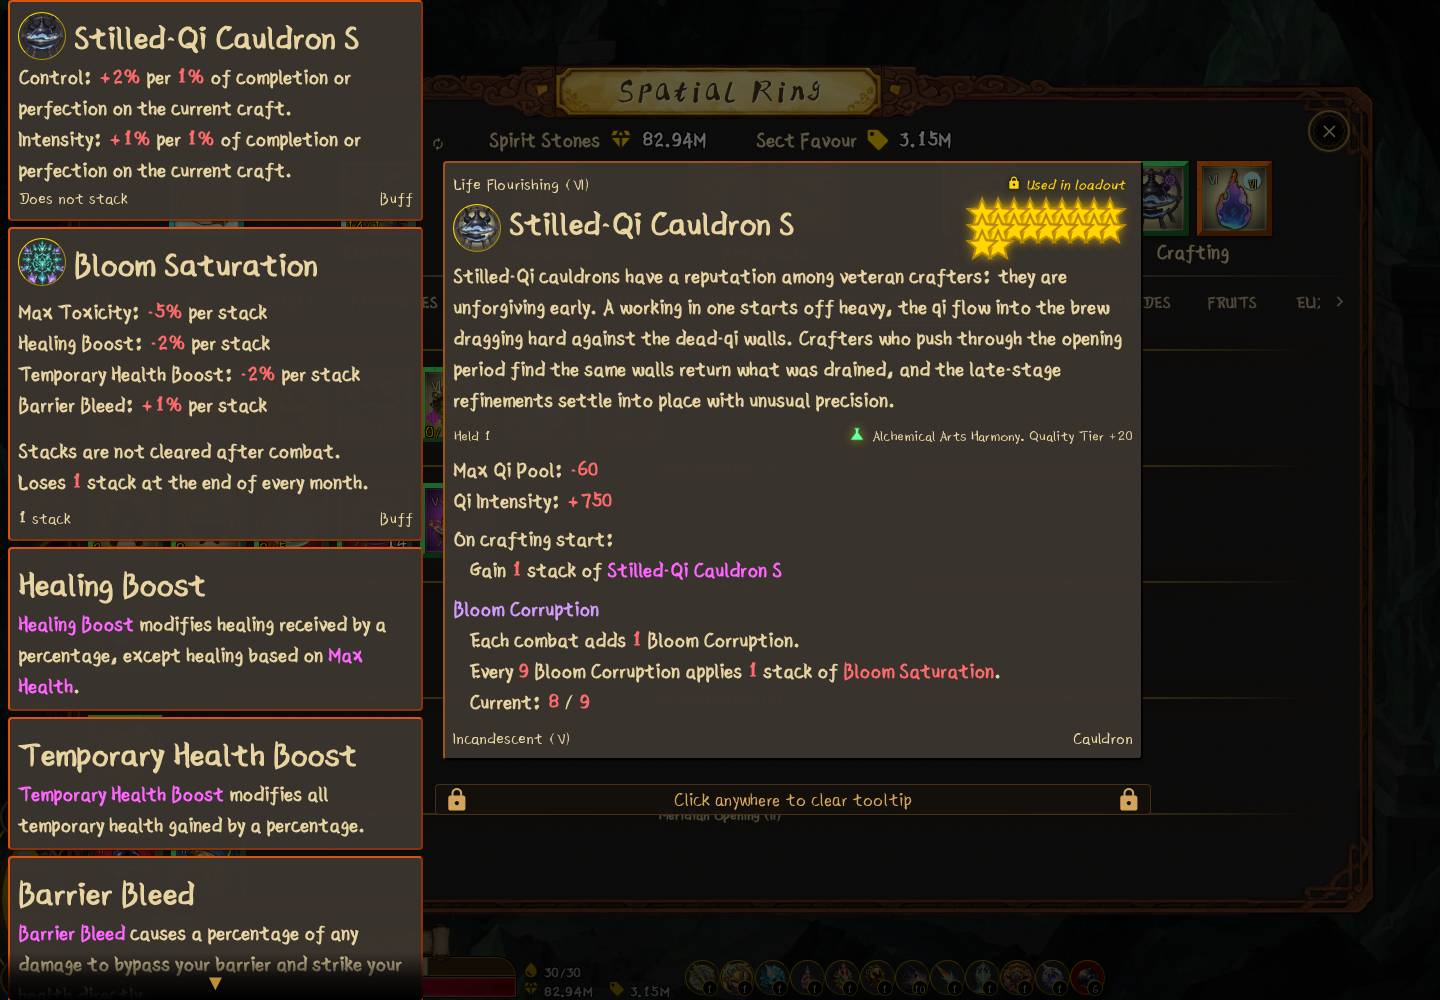 Stilled-Qi Cauldron S
Control: +2% per 1% of completion or
perfection on the current craft.
Intensity: +1% per 1% of completion or
perfection on the current craft.
Does not stack
Buff
Bloom Saturation
Max Toxicity: -5% per stack
Healing Boost: -2% per stack
Temporary Health Boost: -2% per stack
Barrier Bleed: +1% per stack
Stacks are not cleared after combat.
Loses 1 stack at the end of every month.
1 stack
Buff
Healing Boost
Healing Boost modifies healing received by a
percentage, except healing based on Max
Health.
Temporary Health Boost
Temporary Health Boost modifies all
temporary health gained by a percentage.
Barrier Bleed
Barrier Bleed causes a percentage of any
damage to bypass your barrier and strike your
health directly.
Spatial Ring
Spirit Stones 82.94M
Sect Favour 3.15M
Life Flourishing (VI)
Used in loadout
Stilled-Qi Cauldron S
Stilled-Qi cauldrons have a reputation among veteran crafters: they are
unforgiving early. A working in one starts off heavy, the qi flow into the brew
dragging hard against the dead-qi walls. Crafters who push through the opening
period find the same walls return what was drained, and the late-stage
refinements settle into place with unusual precision.
Held 1
Alchemical Arts Harmony. Quality Tier +20
Max Qi Pool: -60
Qi Intensity: +750
On crafting start:
Gain 1 stack of Stilled-Qi Cauldron S
Bloom Corruption
Each combat adds 1 Bloom Corruption.
Every 9 Bloom Corruption applies 1 stack of Bloom Saturation.
Current: 8 / 9
Incandescent (V)
Cauldron
Crafting
FRUITS
Click anywhere to clear tooltip
Meridian Opening (II)
30/30
82.94M
3.15M